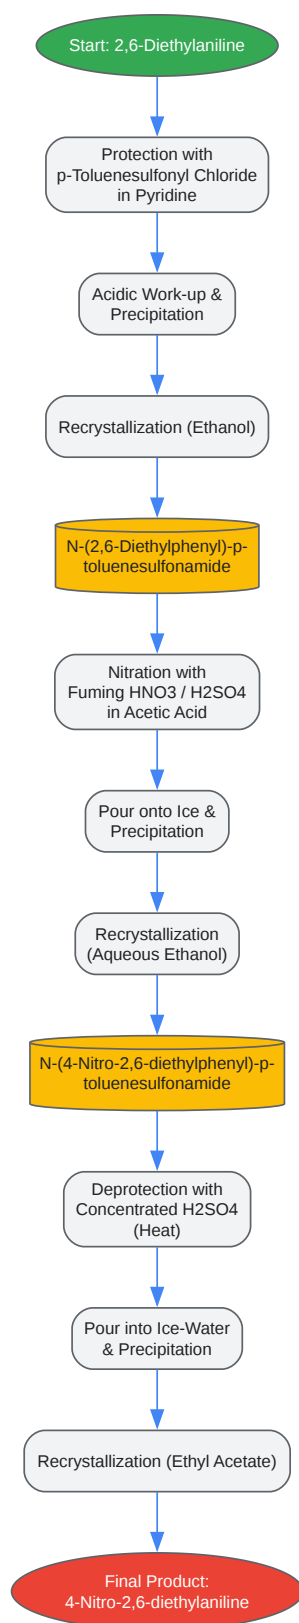 Start: 2,6-Diethylaniline
Protection with
p-Toluenesulfonyl Chloride
in Pyridine
Acidic Work-up &
Precipitation
Recrystallization (Ethanol)
N-(2,6-Diethylphenyl)-p-
toluenesulfonamide
Nitration with
Fuming HNO3 / H2SO4
in Acetic Acid
Pour onto Ice &
Precipitation
Recrystallization
(Aqueous Ethanol)
N-(4-Nitro-2,6-diethylphenyl)-p-
toluenesulfonamide
Deprotection with
Concentrated H2SO4
(Heat)
Pour into Ice-Water
& Precipitation
Recrystallization (Ethyl Acetate)
Final Product:
4-Nitro-2,6-diethylaniline